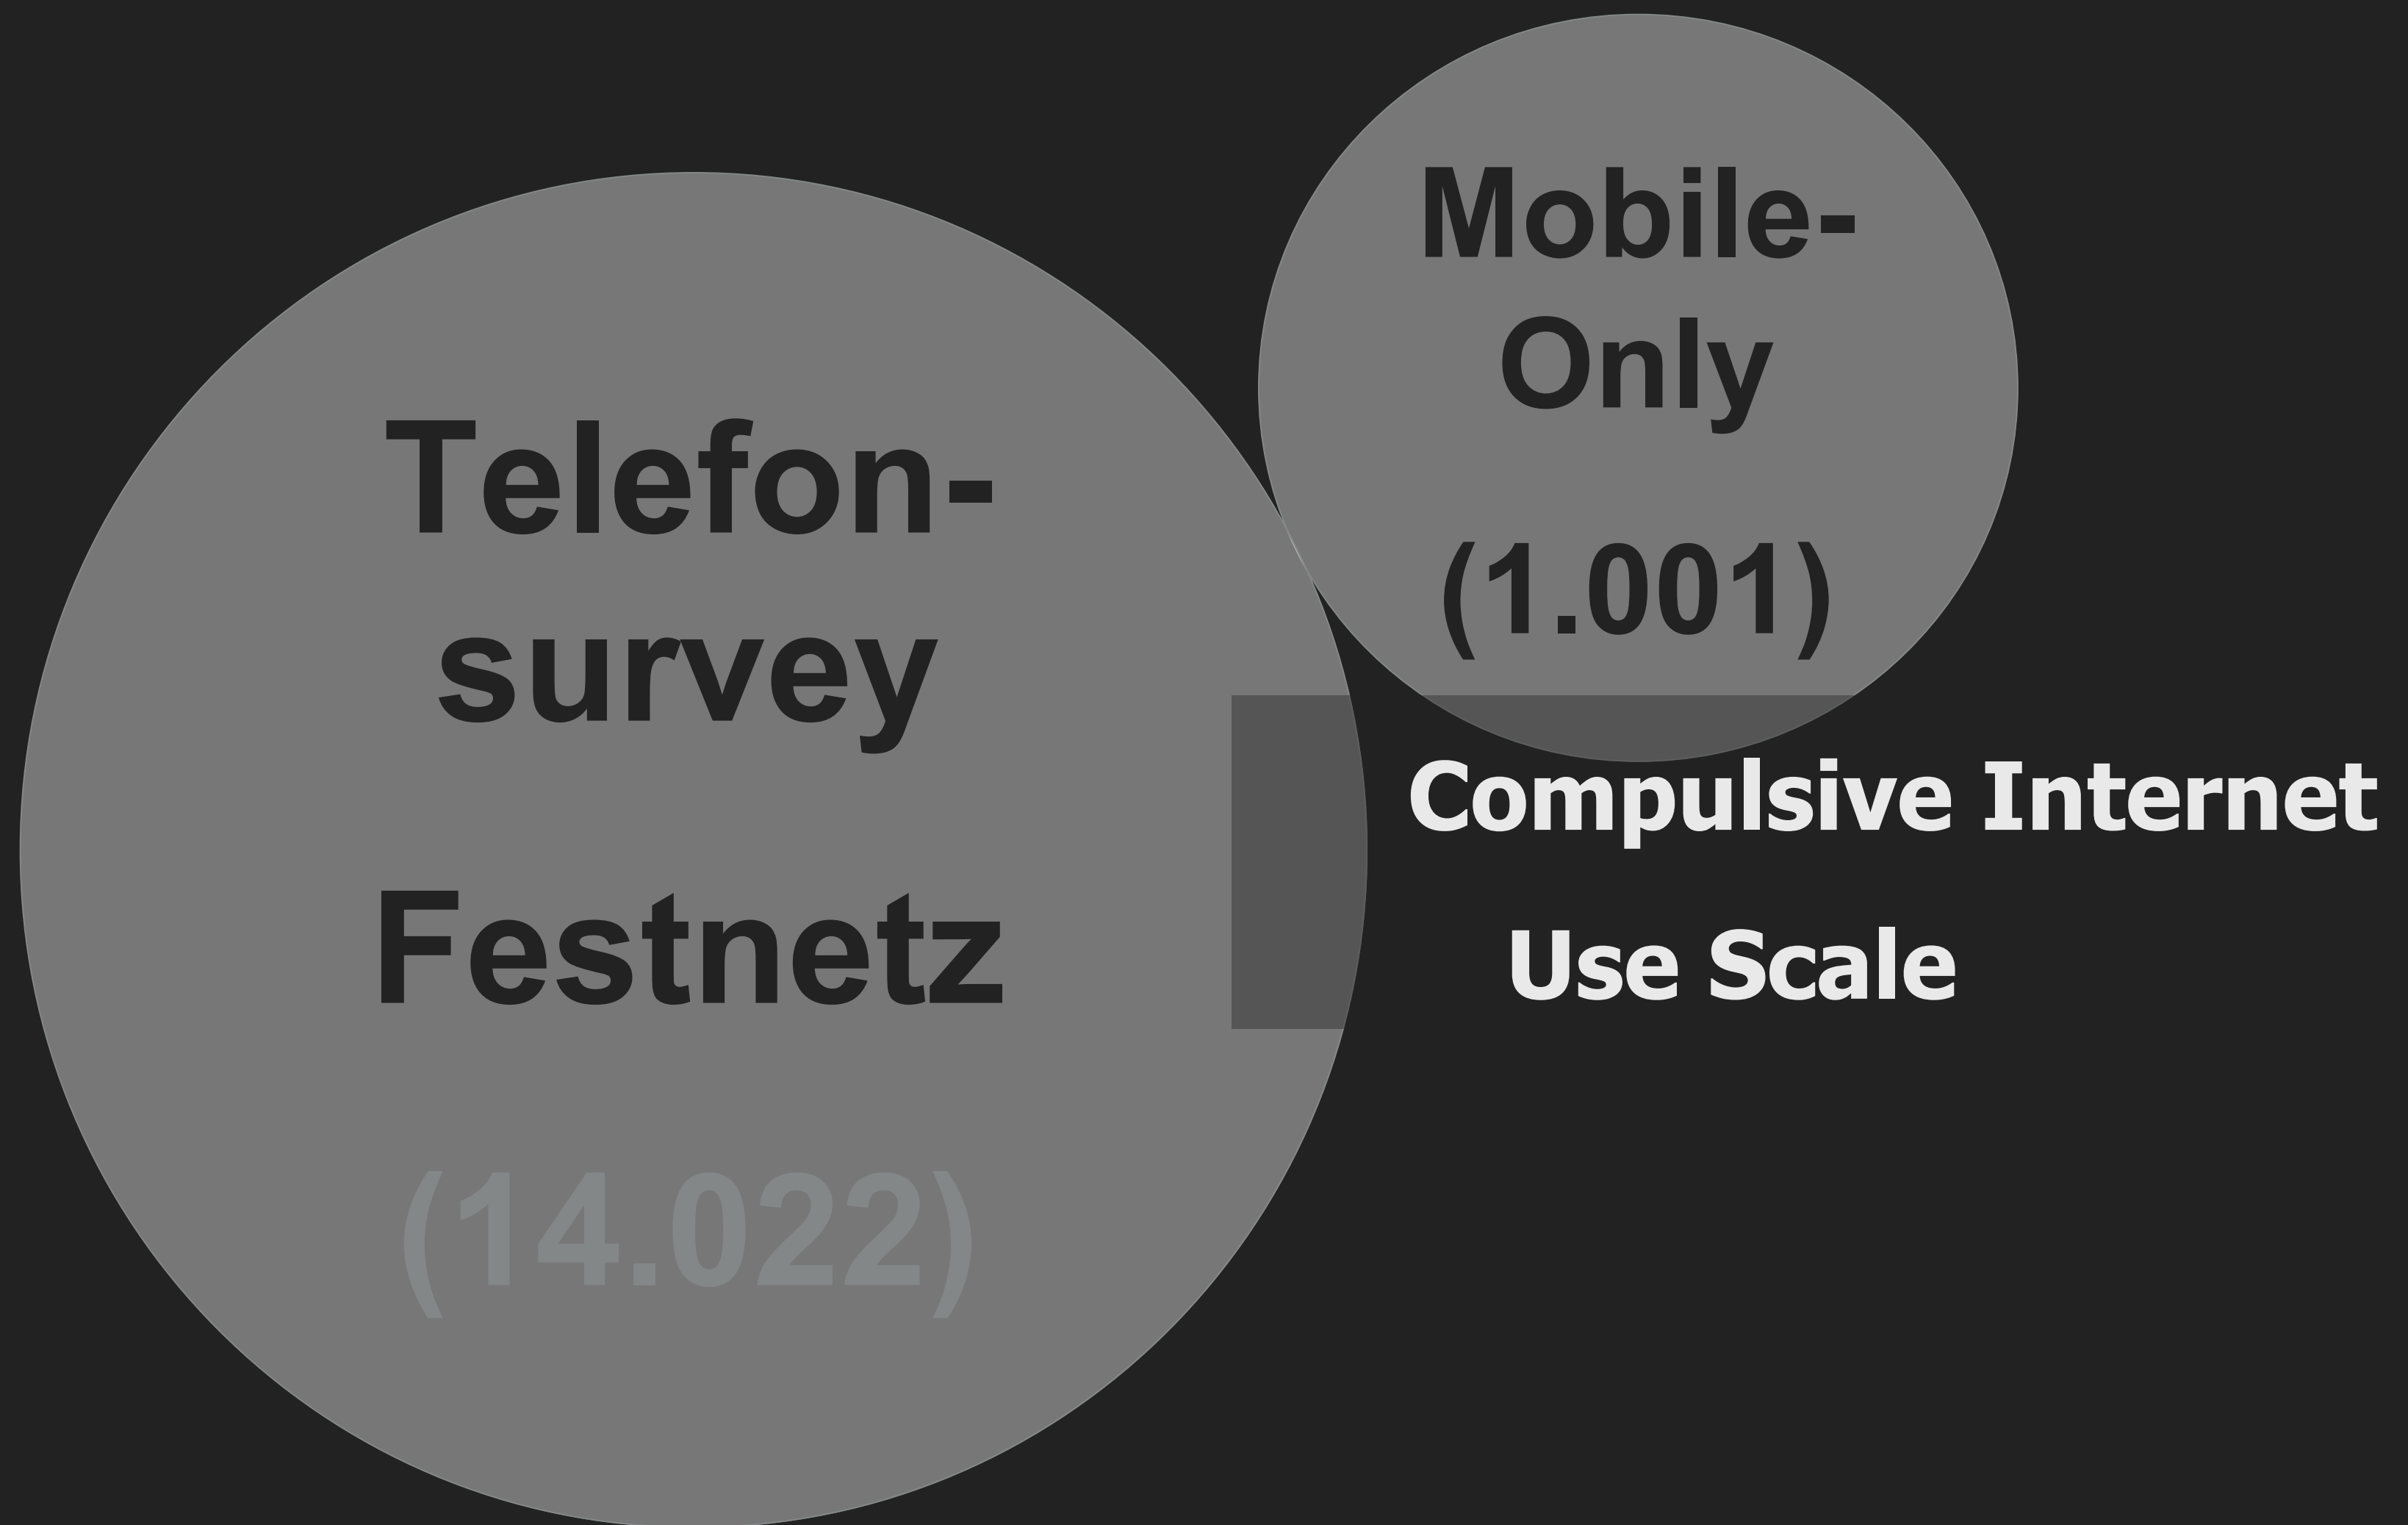 Telefon-
survey
Festnetz
(14.022)
Mobile-
Only
(1.001)
Compulsive Internet
Use Scale